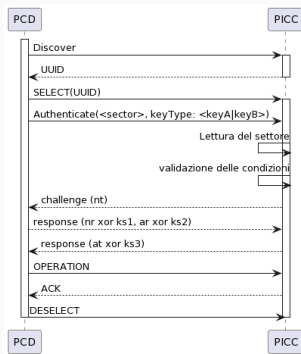 PCD PICC
Discover
UUID
SELECT(UUID)
Authenticate(<sector>, keyType: <keyA|keyB>)
Lettura del settore
validazione delle condizioni
challenge (nt)
response (nr xor ks1, ar xor ks2)
response (at xor ks3)
OPERATION
ACK
DESELECT
PCD PICC